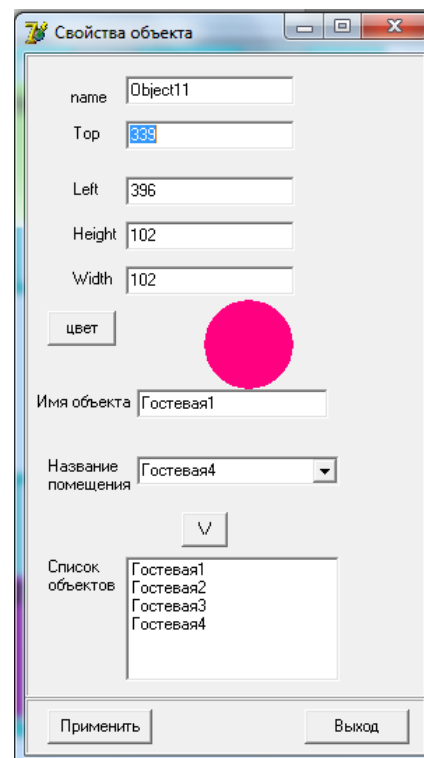 Свойства объекта
name Object11
Top 339
Left 396
Height 102
Width 102
цвет
Имя объекта Гостевая1
Название помещения Гостевая4
V
Список объектов
Гостевая1
Гостевая2
Гостевая3
Гостевая4
Применить Выход